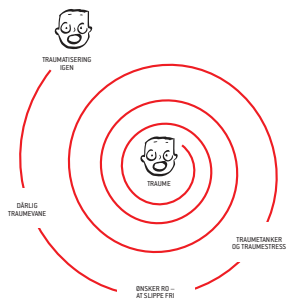 TRAUMATISERING
IGEN
TRAUME
DÅRLIG
TRAUMEVANE
TRAUMETANKER
OG TRAUMESTRESS
ØNSKER RO –
AT SLIPPE FRI